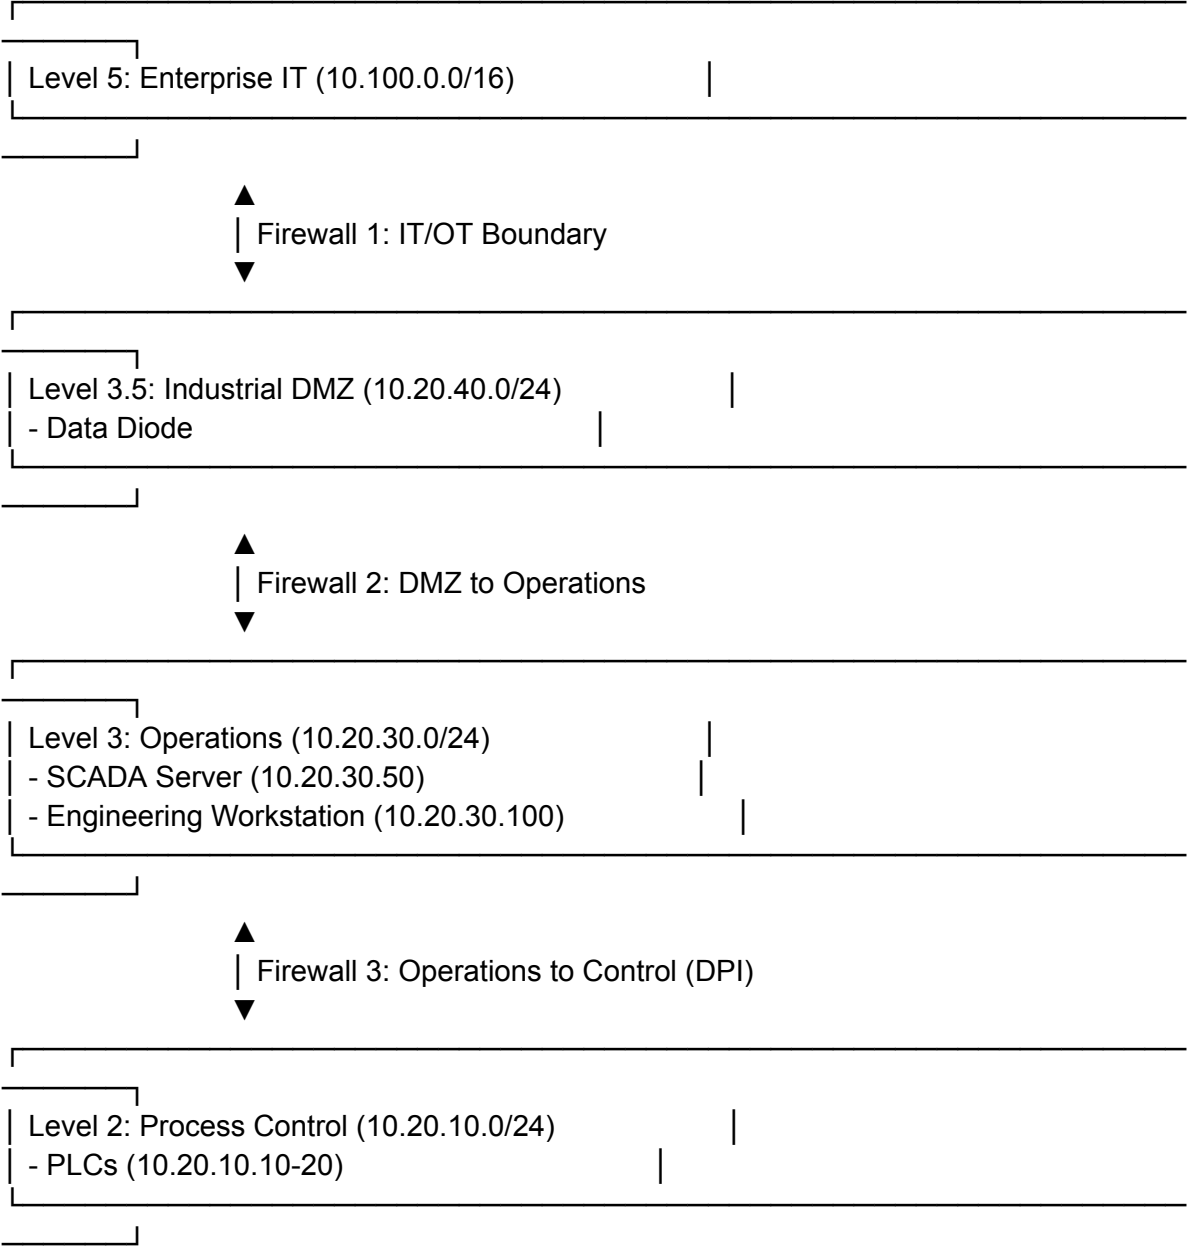 Level 5: Enterprise IT (10.100.0.0/16)
▲
│ Firewall 1: IT/OT Boundary
▼
│ Level 3.5: Industrial DMZ (10.20.40.0/24) │
│ - Data Diode │
▲
│ Firewall 2: DMZ to Operations
▼
│ Level 3: Operations (10.20.30.0/24) │
│ - SCADA Server (10.20.30.50) │
│ - Engineering Workstation (10.20.30.100) │
▲
│ Firewall 3: Operations to Control (DPI)
▼
│ Level 2: Process Control (10.20.10.0/24) │
│ - PLCs (10.20.10.10-20) │